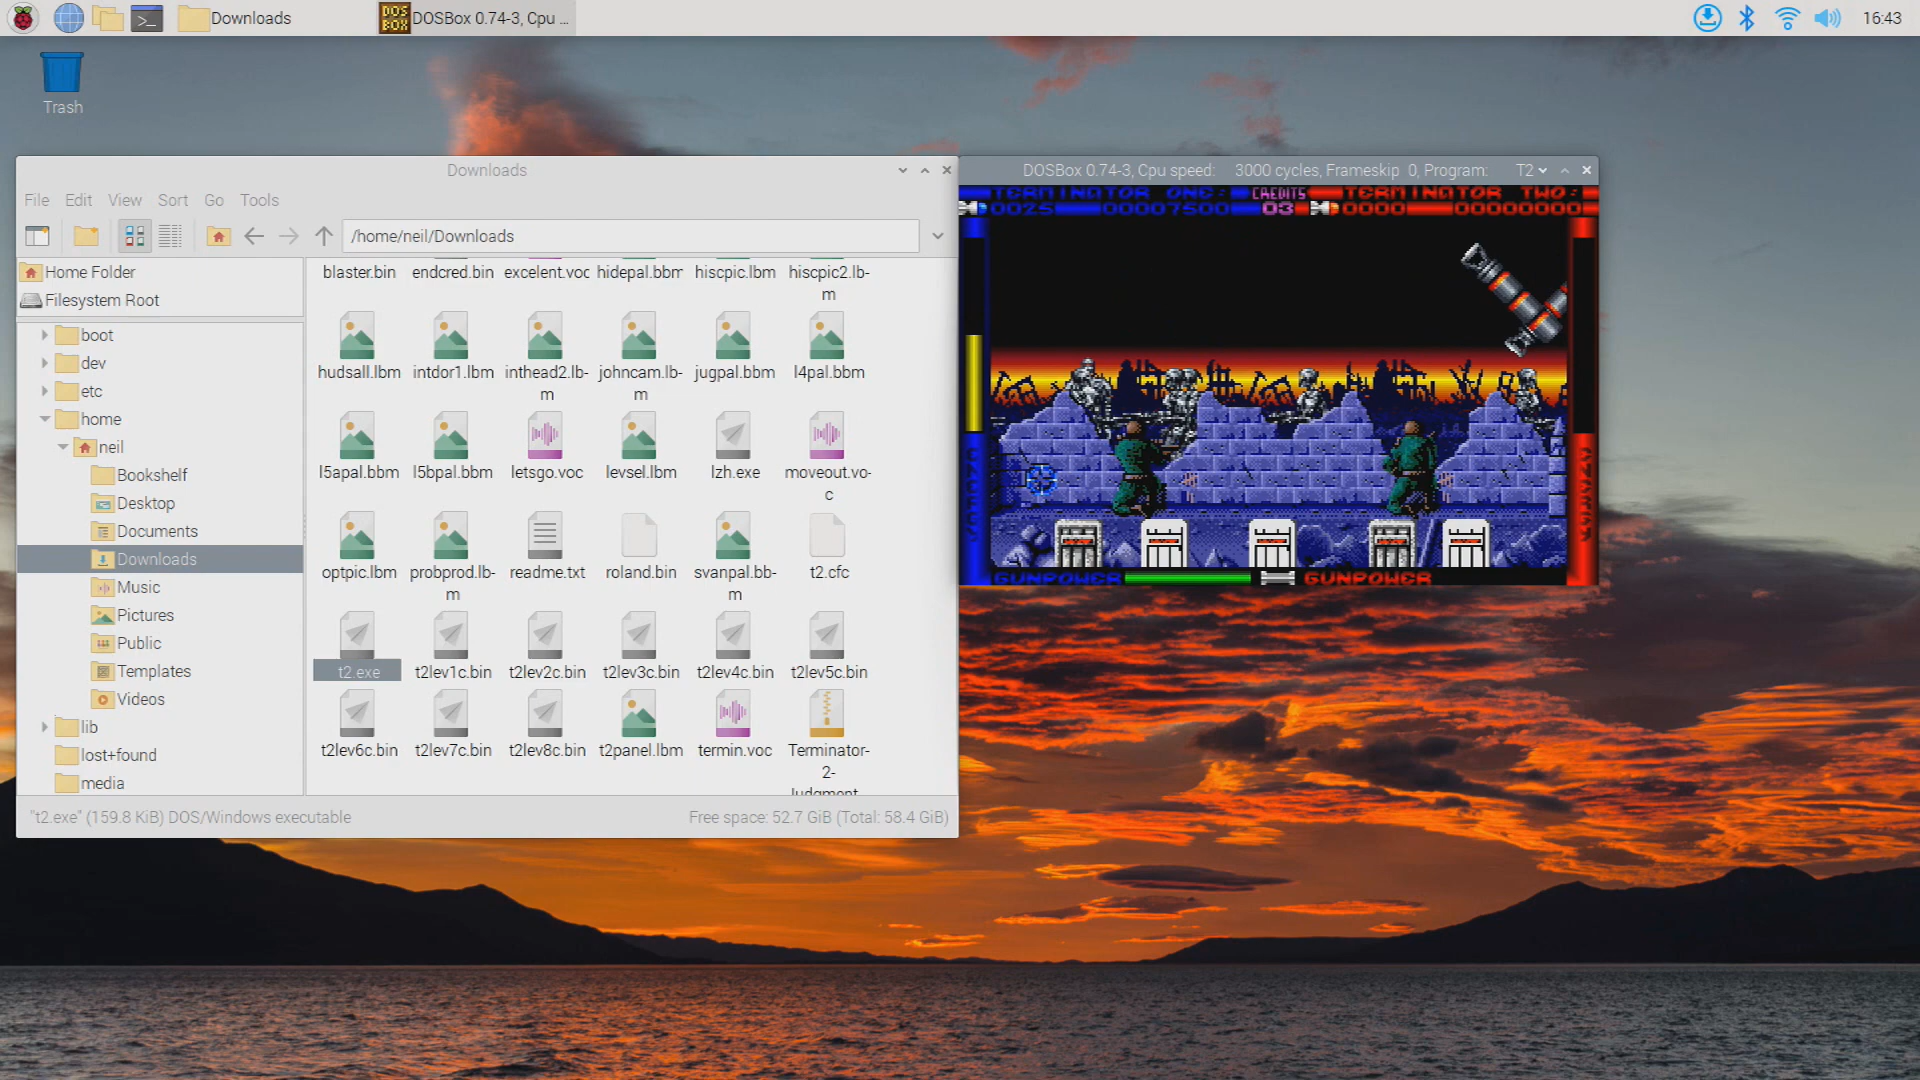 Downloads
DOSBox 0.74-3, Cpu ...
16:43
Trash
Downloads
File Edit View Sort Go Tools
/home/neil/Downloads
Home Folder
Filesystem Root
boot
dev
etc
home
neil
Bookshelf
Desktop
Documents
Downloads
Music
Pictures
Public
Templates
Videos
lib
lost+found
media
blaster.bin endcred.bin excelent.voc hidepal.bbm hiscpic.lbm hiscpic2.lb-
m
hudsall.lbm intdor1.lbm inthead2.lb- johncam.lb- jugpal.bbm l4pal.bbm
m m
l5apal.bbm l5bpal.bbm letsgo.voc levsel.lbm lzh.exe moveout.vo-
c
optpic.lbm probprod.lb- readme.txt roland.bin svanpal.bb- t2.cfc
m m
t2.exe t2lev1c.bin t2lev2c.bin t2lev3c.bin t2lev4c.bin t2lev5c.bin
t2lev6c.bin t2lev7c.bin t2lev8c.bin t2panel.lbm termin.voc Terminator-
2-
Judgment
"t2.exe" (159.8 KiB) DOS/Windows executable
Free space: 52.7 GiB (Total: 58.4 GiB)
DOSBox 0.74-3, Cpu speed: 3000 cycles, Frameskip 0, Program: T2
TERMINATOR ONE: CREDITS TERMINATOR TWO:
0025 00007500 03 0000 00000000
GUNPOWER GUNPOWER